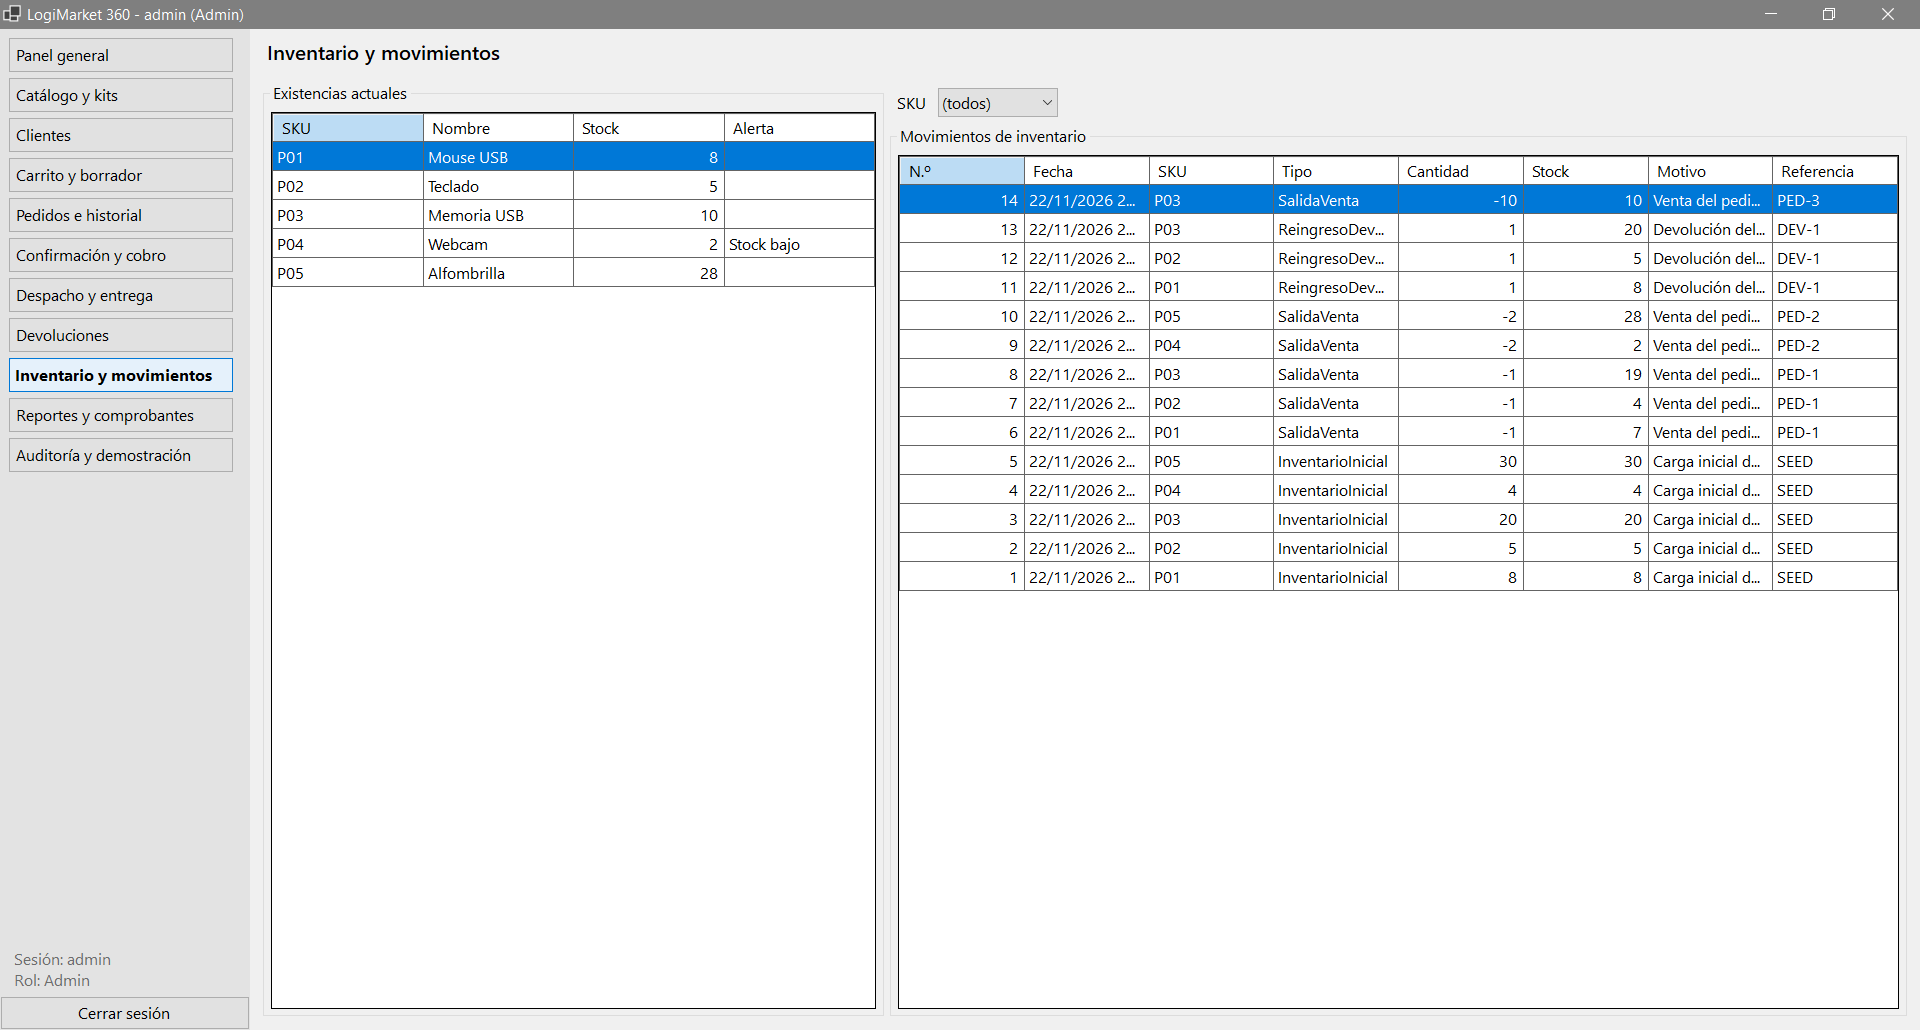 LogiMarket 360 - admin (Admin)
Panel general
Catálogo y kits
Clientes
Carrito y borrador
Pedidos e historial
Confirmación y cobro
Despacho y entrega
Devoluciones
Inventario y movimientos
Reportes y comprobantes
Auditoría y demostración
Sesión: admin
Rol: Admin
Cerrar sesión
Inventario y movimientos
Existencias actuales
SKU Nombre Stock Alerta
P01 Mouse USB 8
P02 Teclado 5
P03 Memoria USB 10
P04 Webcam 2 Stock bajo
P05 Alfombrilla 28
SKU (todos)
Movimientos de inventario
N.º Fecha SKU Tipo Cantidad Stock Motivo Referencia
14 22/11/2026 2... P03 SalidaVenta -10 10 Venta del pedi... PED-3
13 22/11/2026 2... P03 ReingresoDev... 1 20 Devolución del... DEV-1
12 22/11/2026 2... P02 ReingresoDev... 1 5 Devolución del... DEV-1
11 22/11/2026 2... P01 ReingresoDev... 1 8 Devolución del... DEV-1
10 22/11/2026 2... P05 SalidaVenta -2 28 Venta del pedi... PED-2
9 22/11/2026 2... P04 SalidaVenta -2 2 Venta del pedi... PED-2
8 22/11/2026 2... P03 SalidaVenta -1 19 Venta del pedi... PED-1
7 22/11/2026 2... P02 SalidaVenta -1 4 Venta del pedi... PED-1
6 22/11/2026 2... P01 SalidaVenta -1 7 Venta del pedi... PED-1
5 22/11/2026 2... P05 InventarioInicial 30 30 Carga inicial d... SEED
4 22/11/2026 2... P04 InventarioInicial 4 4 Carga inicial d... SEED
3 22/11/2026 2... P03 InventarioInicial 20 20 Carga inicial d... SEED
2 22/11/2026 2... P02 InventarioInicial 5 5 Carga inicial d... SEED
1 22/11/2026 2... P01 InventarioInicial 8 8 Carga inicial d... SEED